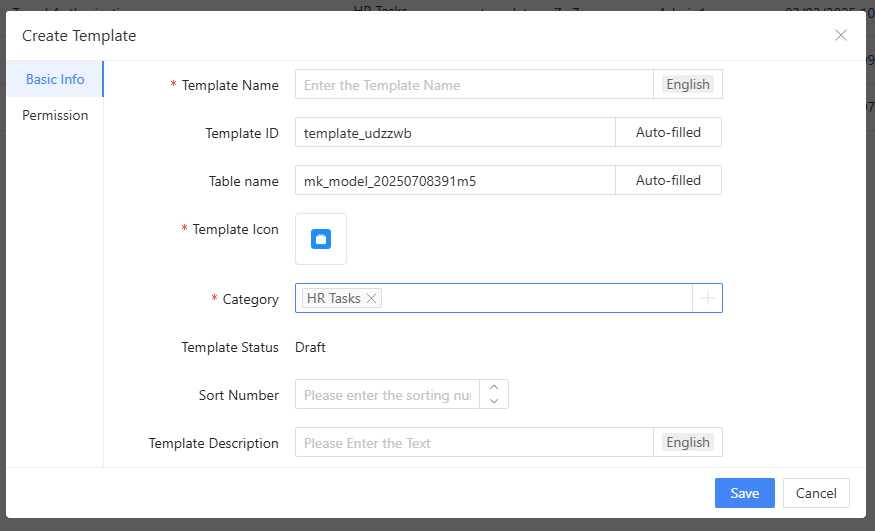 HR Tasks
Create Template
Basic Info
Permission
* Template Name
Enter the Template Name
English
Template ID
template_udzzwb
Auto-filled
Table name
mk_model_20250708391m5
Auto-filled
* Template Icon
* Category
HR Tasks
Template Status
Draft
Sort Number
Please enter the sorting nu
Template Description
Please Enter the Text
English
Save
Cancel